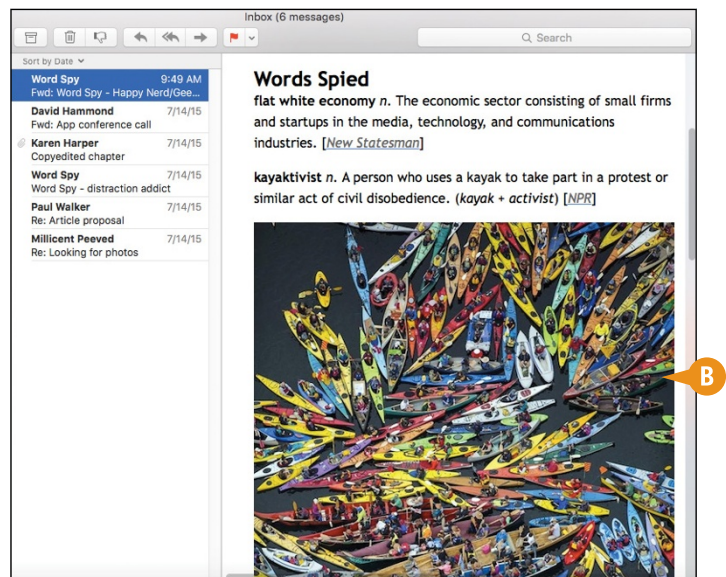 Inbox (6 messages)
Search
Sort by Date
Word Spy 9:49 AM
Fwd: Word Spy - Happy Nerd/Gee...
David Hammond 7/14/15
Fwd: App conference call
Karen Harper 7/14/15
Copyedited chapter
Word Spy 7/14/15
Word Spy - distraction addict
Paul Walker 7/14/15
Re: Article proposal
Millicent Peeved 7/14/15
Re: Looking for photos
Words Spied
flat white economy n. The economic sector consisting of small firms
and startups in the media, technology, and communications
industries. [New Statesman]
kayaktivist n. A person who uses a kayak to take part in a protest or
similar act of civil disobedience. (kayak + activist) [NPR]
B